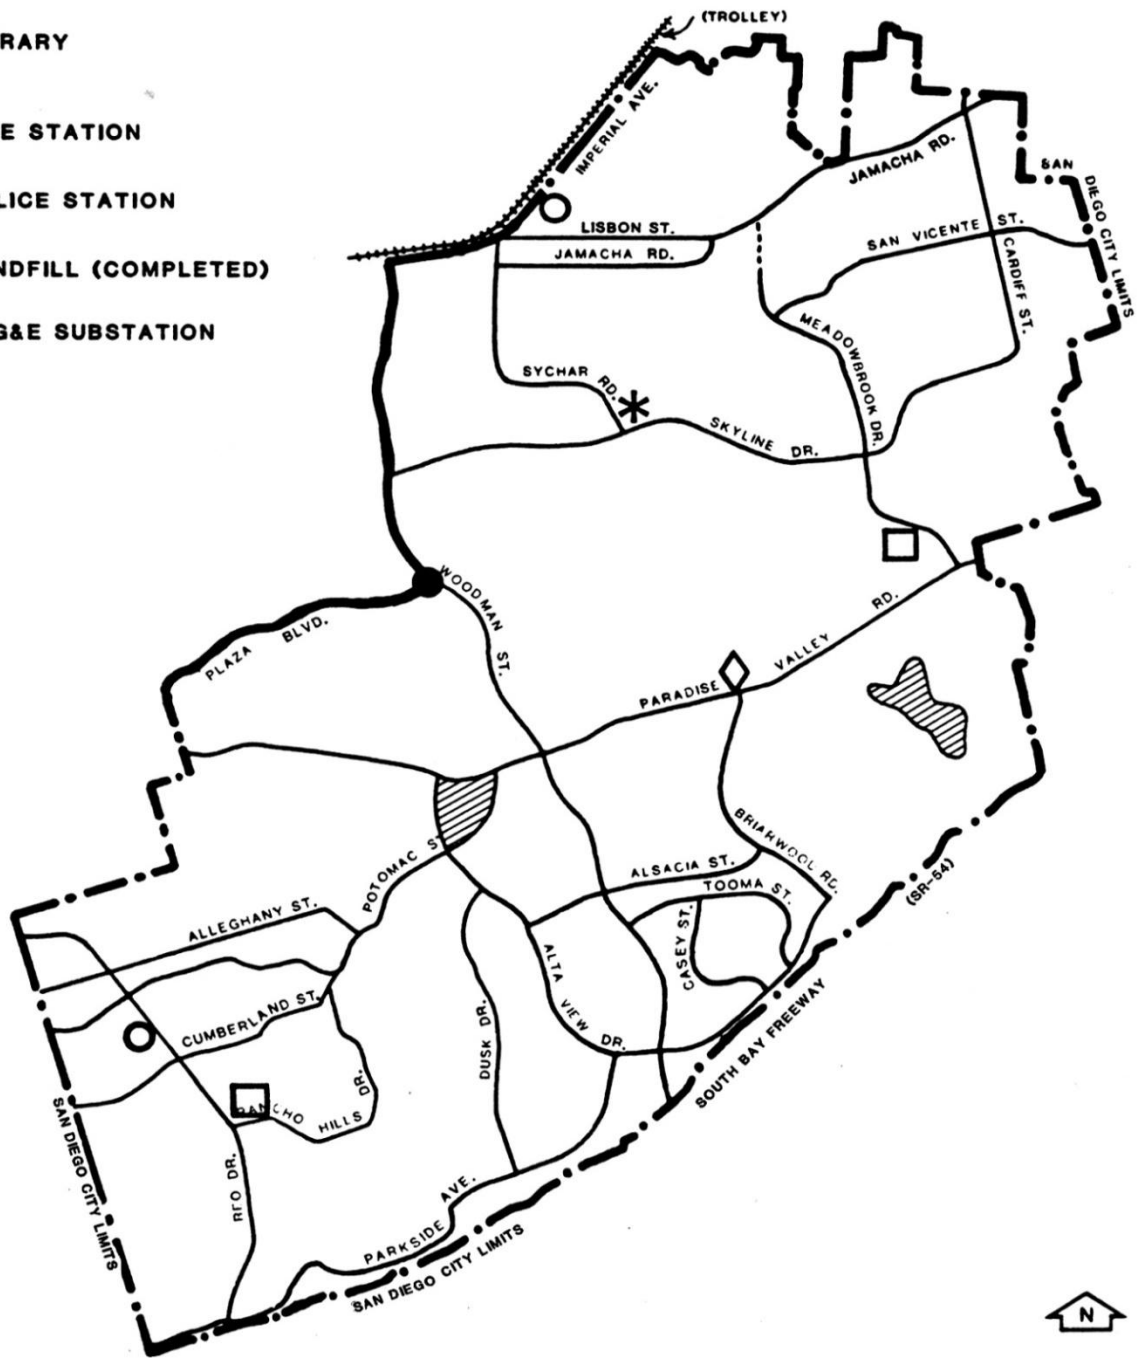 RARY
E STATION
LICE STATION
NDFILL (COMPLETED)
G&E SUBSTATION
(TROLLEY)
IMPERIAL AVE.
JAMACHA RD.
SAN DIEGO CITY LIMITS
LISBON ST.
JAMACHA RD.
SAN VICENTE ST.
CARDIFF ST.
MEADOWBROOK DR.
SYCHAR RD.
SKYLINE DR.
WOODMAN ST.
PLAZA BLVD.
PARADISE VALLEY RD.
BRIARWOOD RD.
ALSACIA ST.
TOOMA ST.
(SR-54)
POTOMAC ST
ALLEGHANY ST.
CASEY ST.
ALTA VIEW DR.
CUMBERLAND ST.
DUSK DR.
SOUTH BAY FREEWAY
RANCHO HILLS DR.
SAN DIEGO CITY LIMITS
REO DR.
PARKSIDE AVE.
SAN DIEGO CITY LIMITS
N